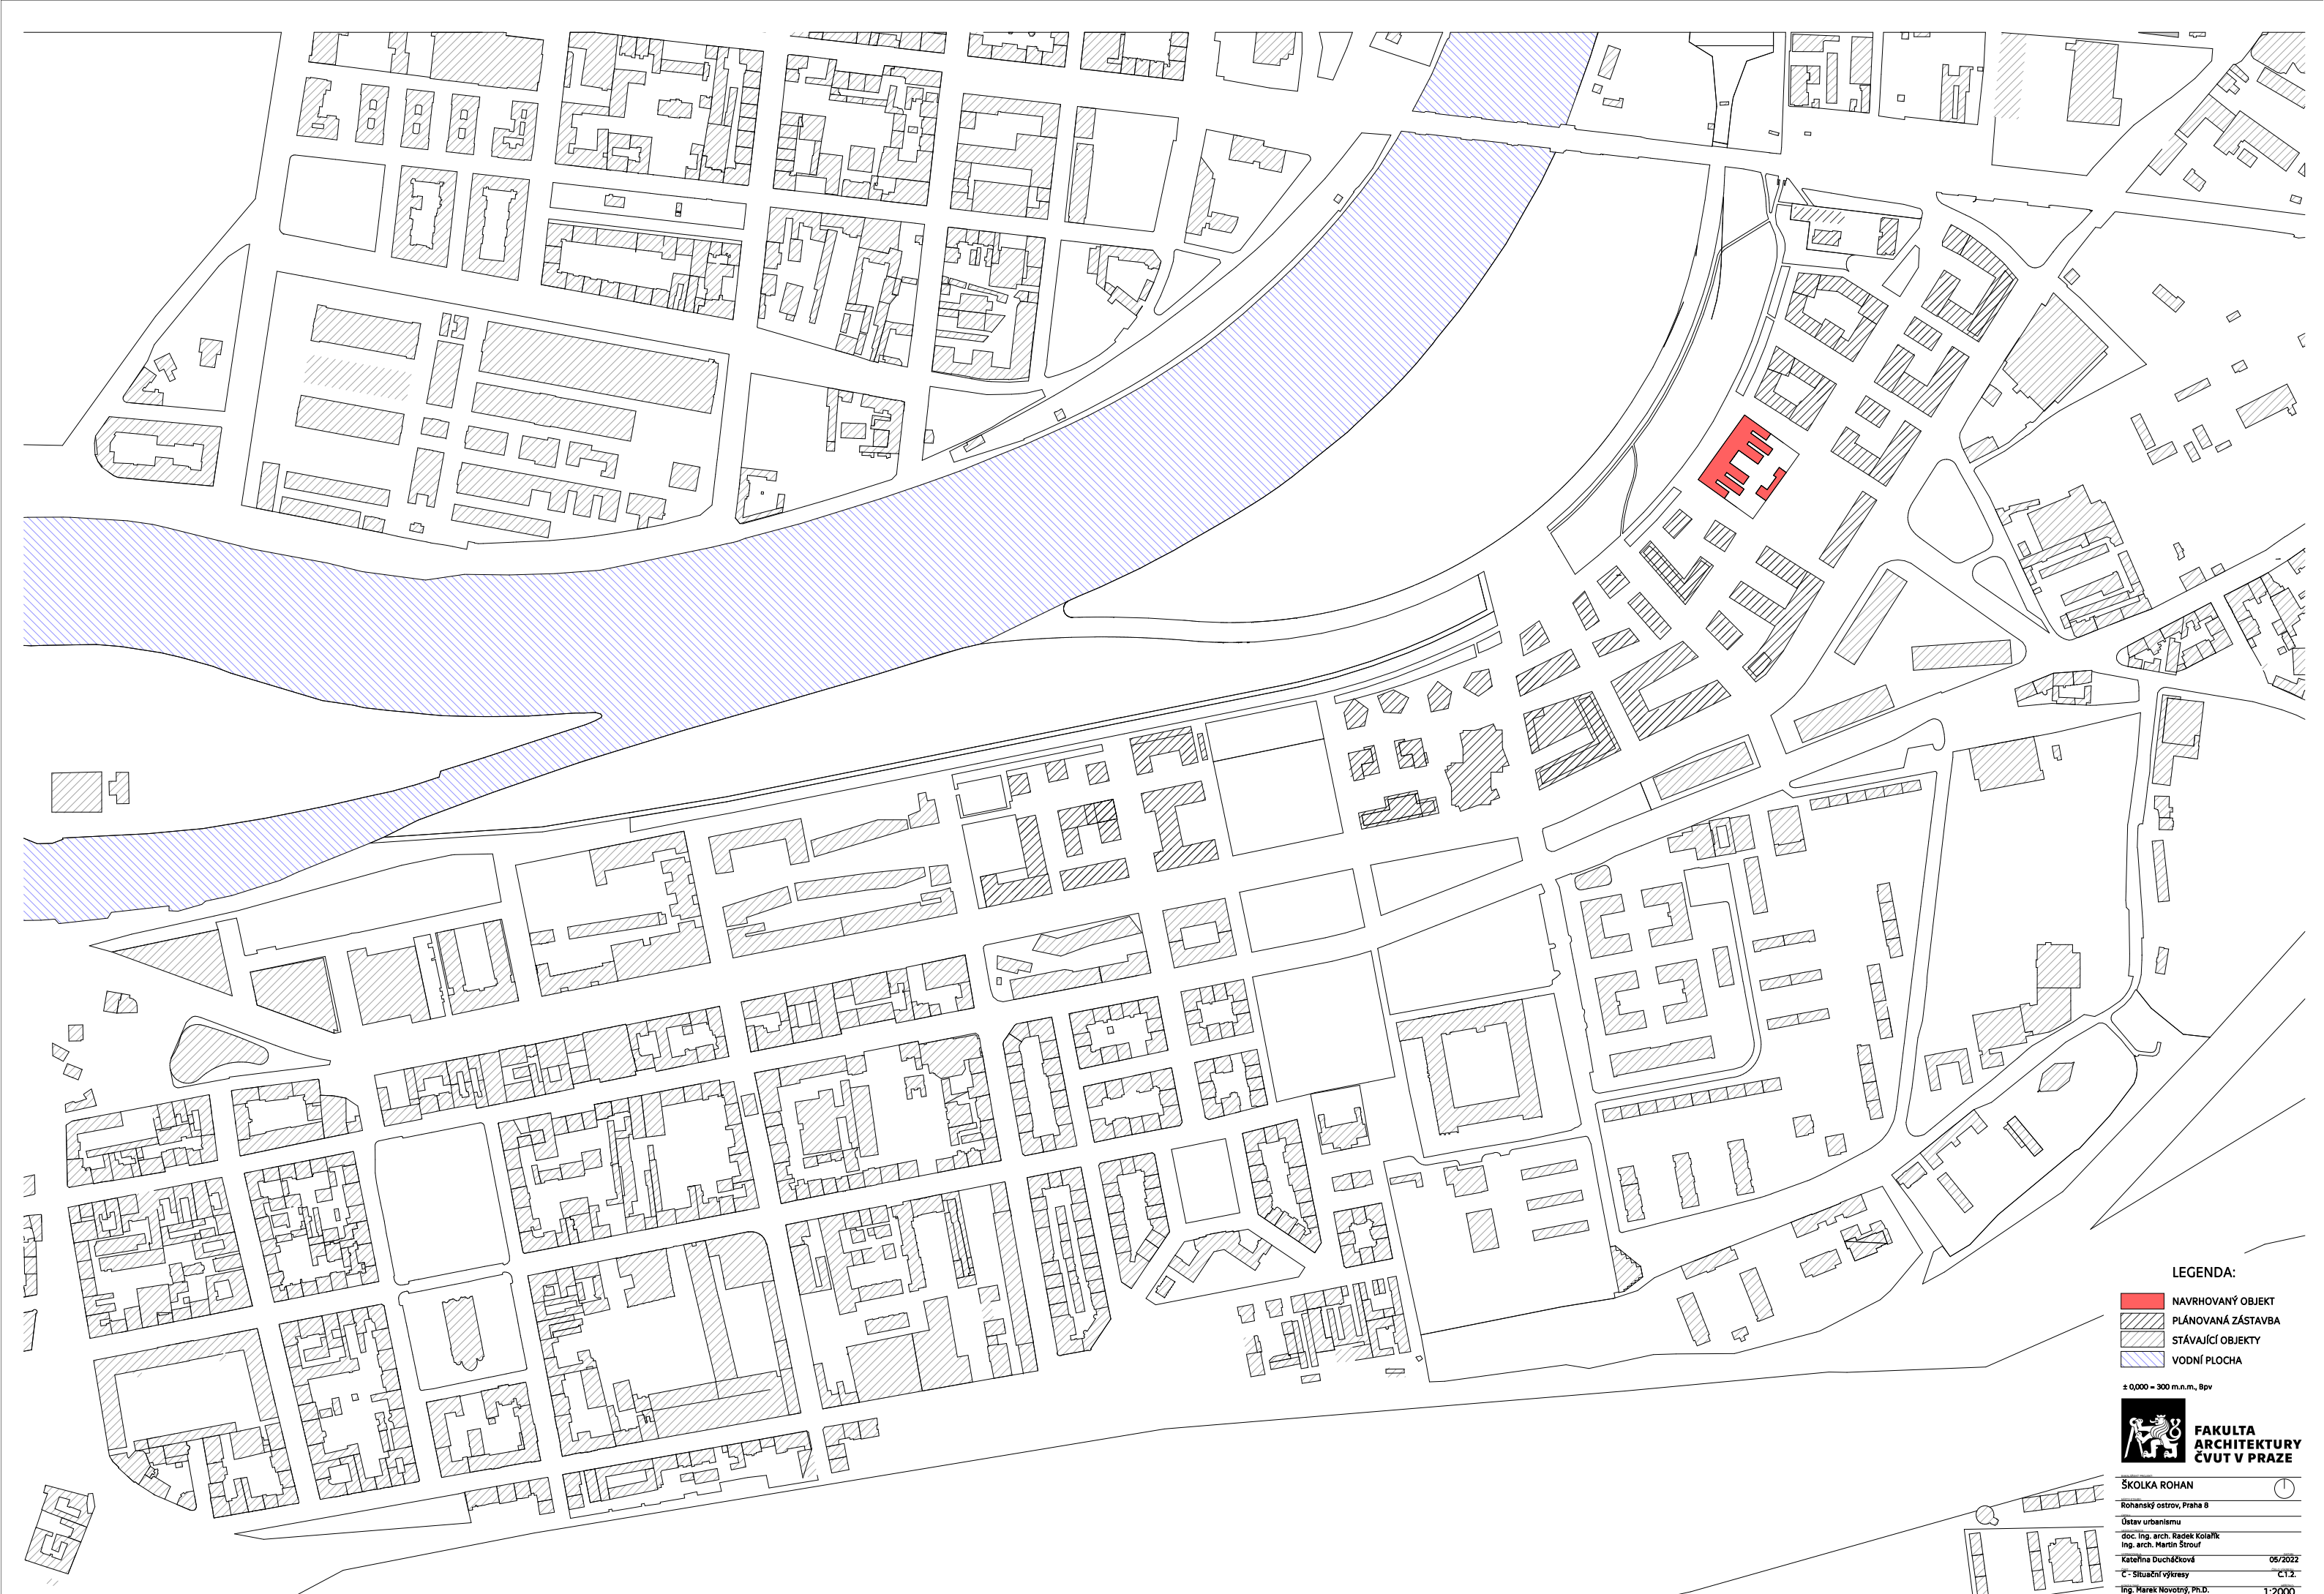 LEGENDA:
NAVRHOVANÝ OBJEKT
PLÁNOVANÁ ZÁSTAVBA
STÁVAJÍCÍ OBJEKTY
VODNÍ PLOCHA
± 0,000 = 300 m.n.m., Bpv
FAKULTA
ARCHITEKTURY
ČVUT V PRAZE
ŠKOLKA ROHAN
Rohanský ostrov, Praha 8
Ústav urbanismu
doc. Ing. arch. Radek Kolařík
Ing. arch. Martin Štrouf
Kateřina Ducháčková 05/2022
C - Situační výkresy C.1.2.
Ing. Marek Novotný, Ph.D. 1:2000